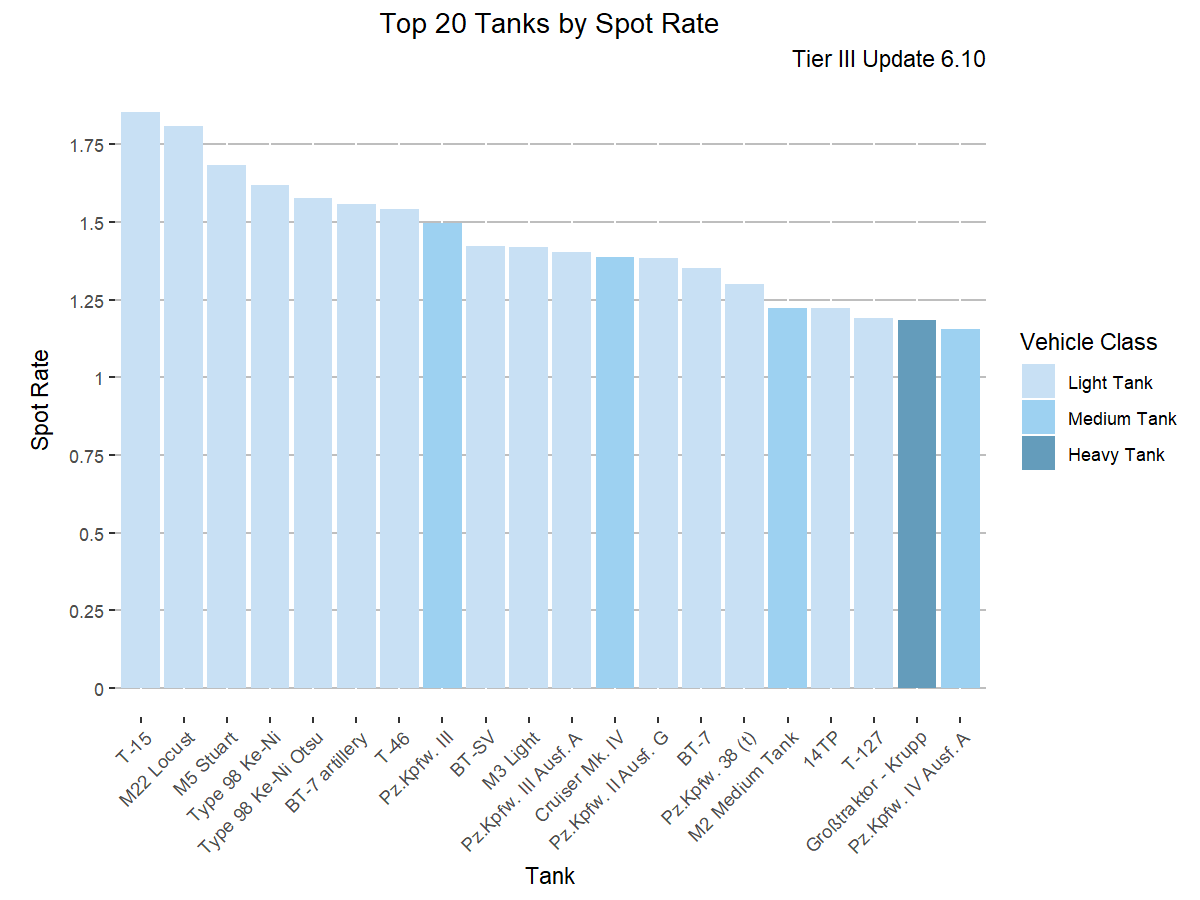 Top 20 Tanks by Spot Rate
Tier III Update 6.10
Spot Rate
1.75
1.5
1.25
1
0.75
0.5
0.25
0
T-15
M22 Locust
M5 Stuart
Type 98 Ke-Ni
Type 98 Ke-Ni Otsu
BT-7 artillery
T-46
Pz.Kpfw. III
BT-SV
M3 Light
Pz.Kpfw. III Ausf. A
Cruiser Mk. IV
Pz.Kpfw. II Ausf. G
BT-7
Pz.Kpfw. 38 (t)
M2 Medium Tank
14TP
T-127
Großtraktor - Krupp
Pz.Kpfw. IV Ausf. A
Tank
Vehicle Class
Light Tank
Medium Tank
Heavy Tank